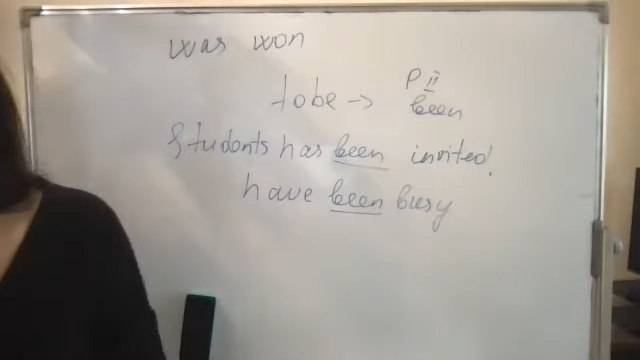 was won
P II
to be → been
Students has been invited!
have been busy